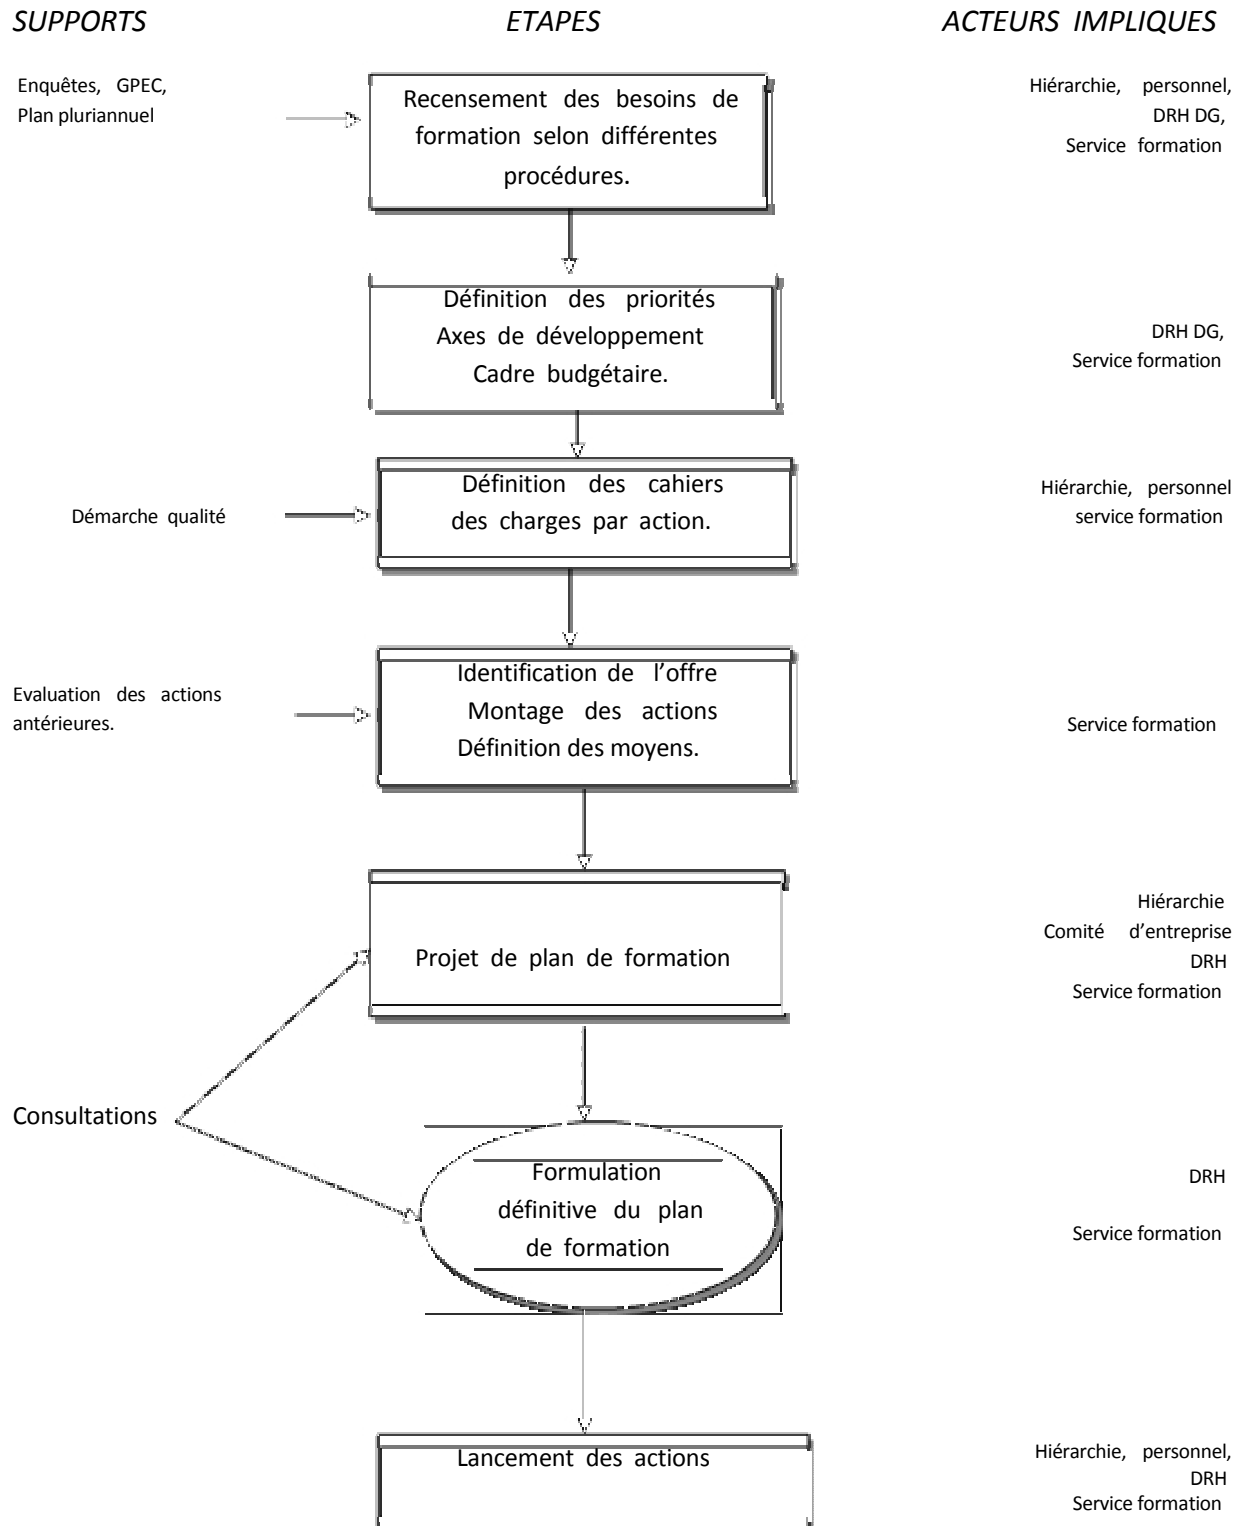 SUPPORTS ETAPES ACTEURS IMPLIQUES
Enquêtes, GPEC,
Plan pluriannuel
Recensement des besoins de
formation selon différentes
procédures.
Hiérarchie, personnel,
DRH DG,
Service formation
Définition des priorités
Axes de développement
Cadre budgétaire.
DRH DG,
Service formation
Démarche qualité
Définition des cahiers
des charges par action.
Hiérarchie, personnel
service formation
Evaluation des actions
antérieures.
Identification de l’offre
Montage des actions
Définition des moyens.
Service formation
Projet de plan de formation
Hiérarchie
Comité d’entreprise
DRH
Service formation
Consultations
Formulation
définitive du plan
de formation
DRH
Service formation
Lancement des actions
Hiérarchie, personnel,
DRH
Service formation